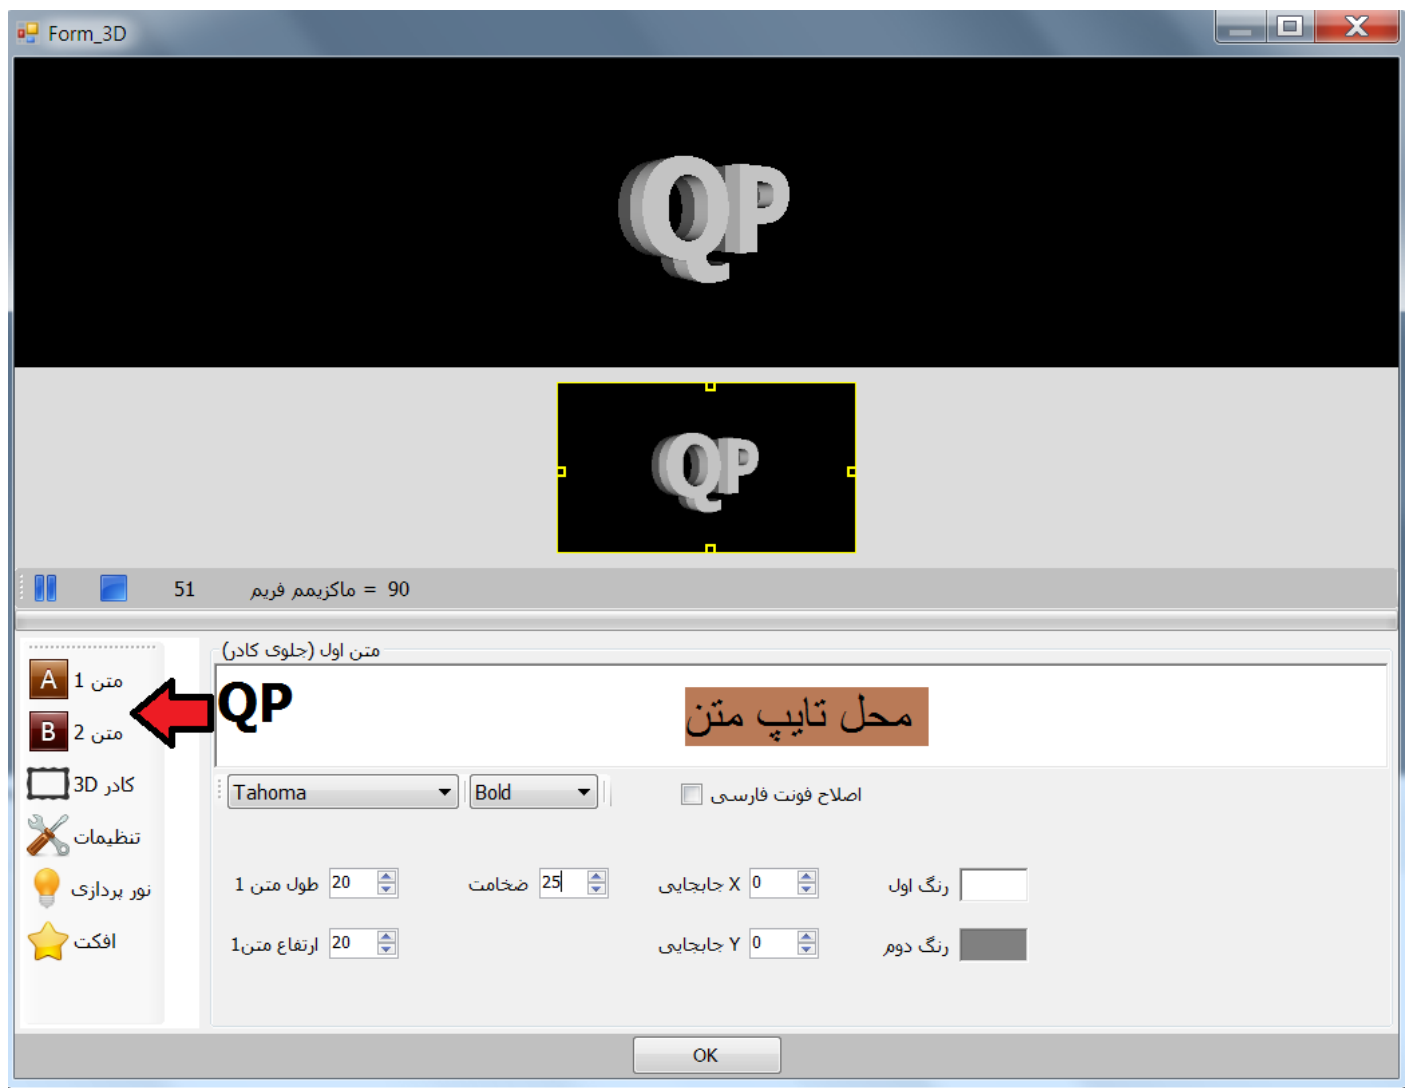 Form_3D
QP
QP
51 ماکزیمم فریم = 90
متن اول (جلوی کادر)
A متن 1
B متن 2
کادر 3D
تنظیمات
نور پردازی
افکت
QP
محل تایپ متن
Tahoma Bold اصلاح فونت فارسی
طول متن 1 20 ضخامت 25 جابجایی X 0 رنگ اول
ارتفاع متن1 20 جابجایی Y 0 رنگ دوم
OK